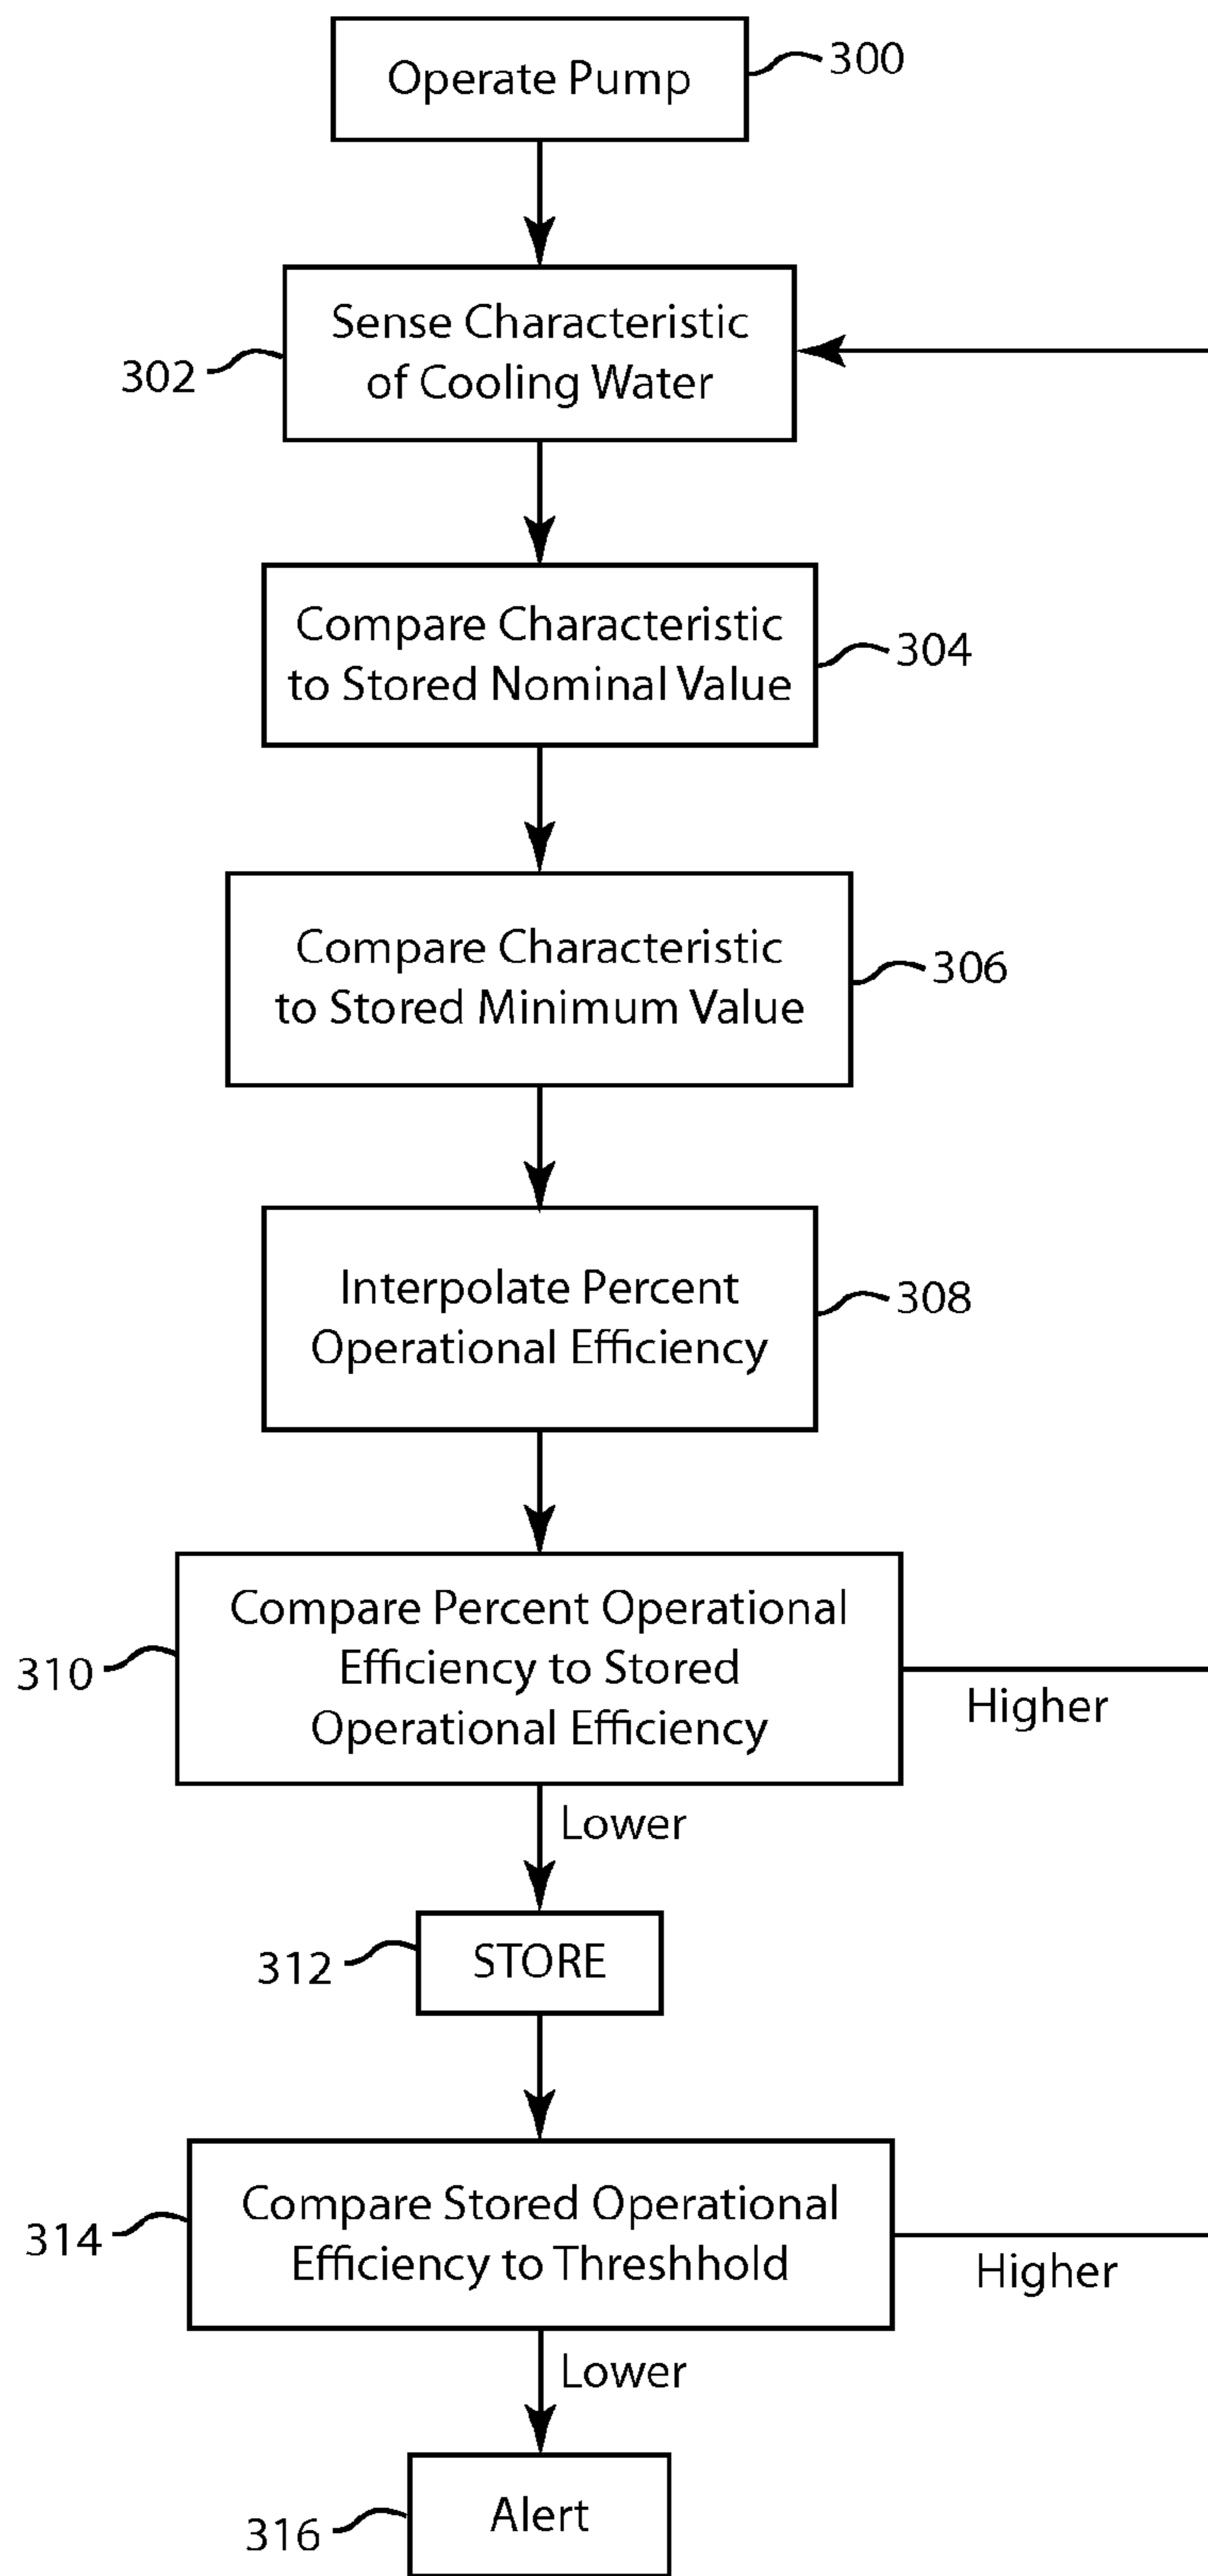 Operate Pump
300
Sense Characteristic
of Cooling Water
302
Compare Characteristic
to Stored Nominal Value
304
Compare Characteristic
to Stored Minimum Value
306
Interpolate Percent
Operational Efficiency
308
Compare Percent Operational
Efficiency to Stored
Operational Efficiency
310
Higher
Lower
STORE
312
Compare Stored Operational
Efficiency to Threshhold
314
Higher
Lower
Alert
316